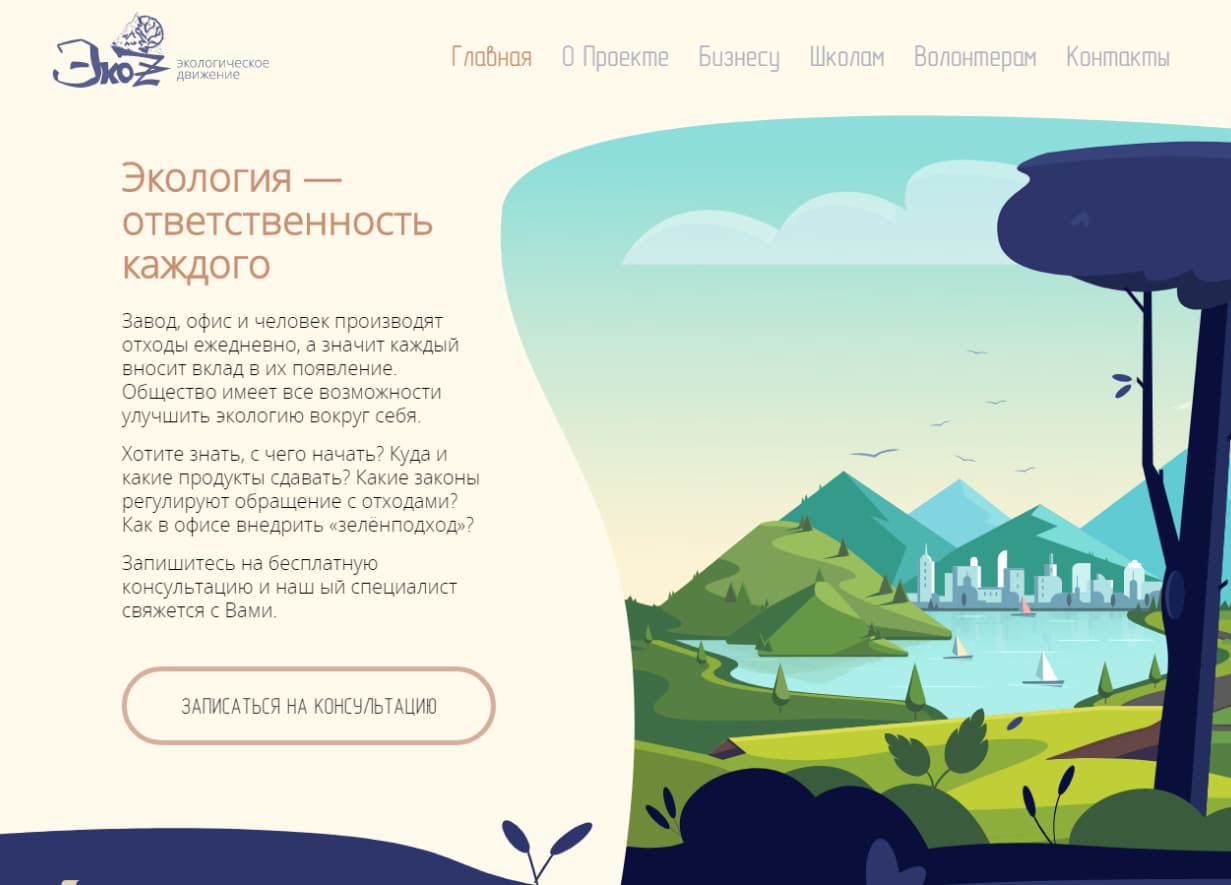 ЭкоZ
экологическое
движение
Главная О Проекте Бизнесу Школам Волонтерам Контакты
Экология —
ответственность
каждого
Завод, офис и человек производят
отходы ежедневно, а значит каждый
вносит вклад в их появление.
Общество имеет все возможности
улучшить экологию вокруг себя.
Хотите знать, с чего начать? Куда и
какие продукты сдавать? Какие законы
регулируют обращение с отходами?
Как в офисе внедрить «зелёнподход»?
Запишитесь на бесплатную
консультацию и наш ый специалист
свяжется с Вами.
ЗАПИСАТЬСЯ НА КОНСУЛЬТАЦИЮ